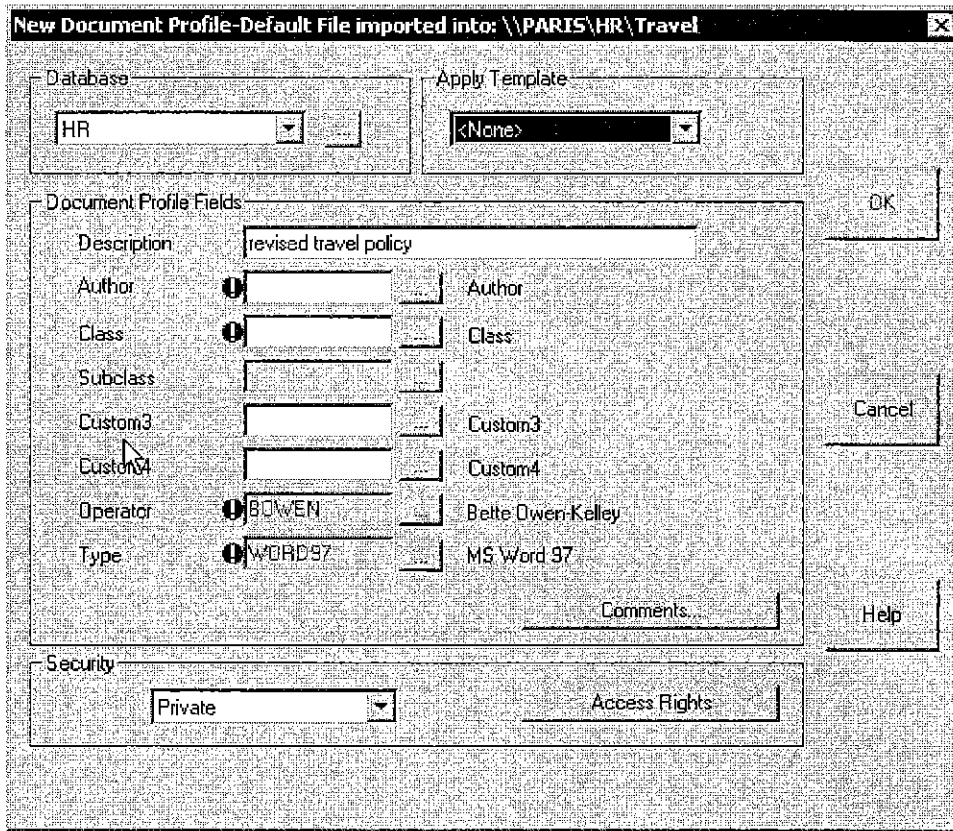 New Document Profile-Default File imported into: \\PARIS\HR\Travel
Database
Apply Template
HR
...
<None>
OK
Document Profile Fields
Description
revised travel policy
Author
...
Author
Class
...
Class
Subclass
...
Custom3
...
Custom3
Cancel
Custom4
...
Custom4
Operator
BOWEN
...
Bette Owen-Kelley
Type
WORD97
...
MS Word 97
Comments...
Help
Security
Private
Access Rights